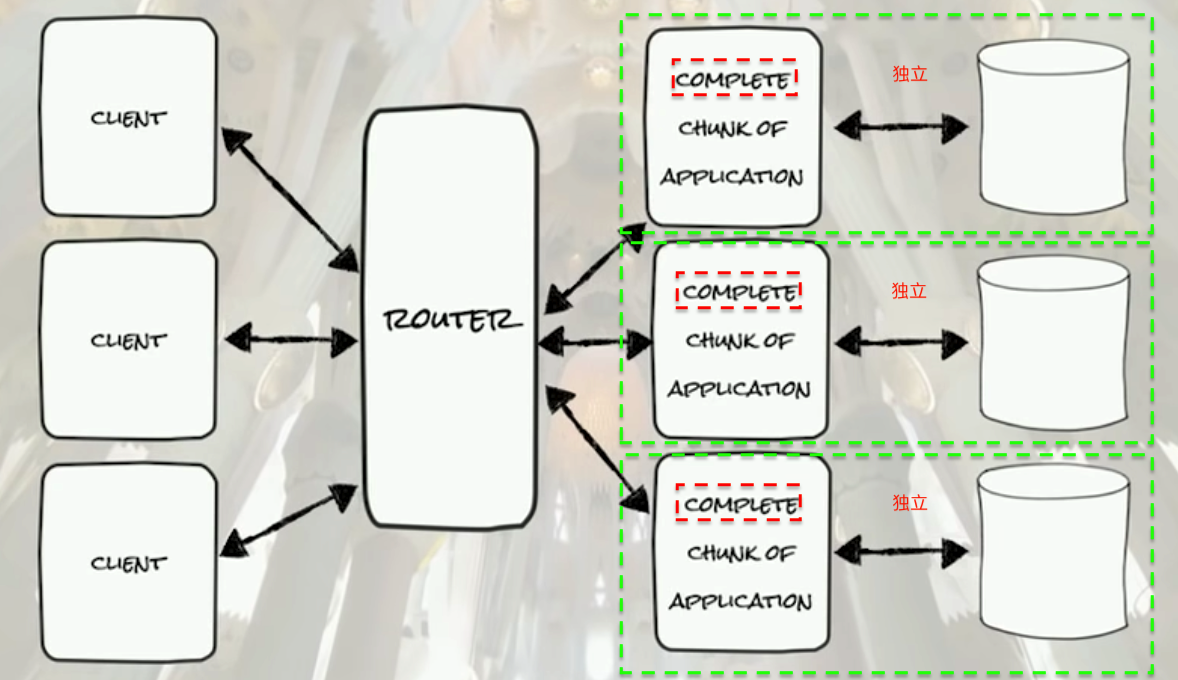 CLIENT
CLIENT
CLIENT
ROUTER
COMPLETE
CHUNK OF
APPLICATION
独立
COMPLETE
CHUNK OF
APPLICATION
独立
COMPLETE
CHUNK OF
APPLICATION
独立